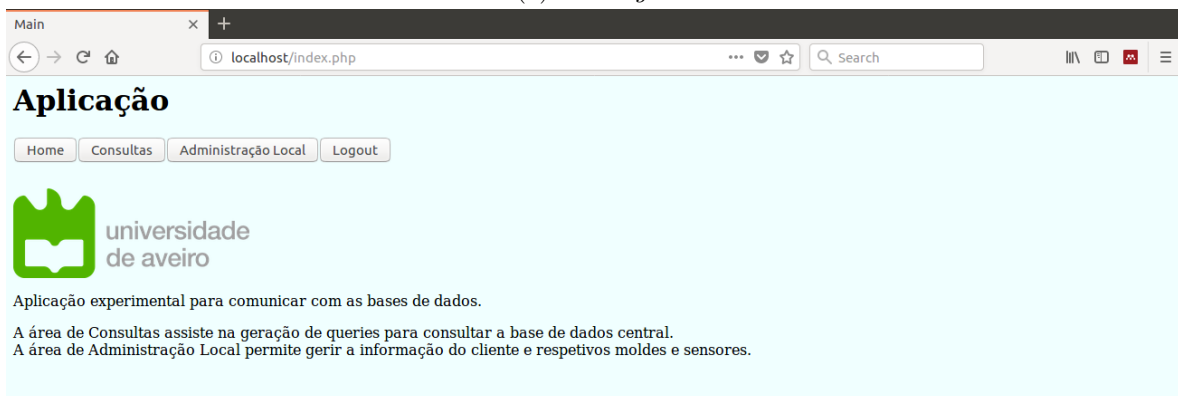 Main
localhost/index.php
Search
Aplicação
Home Consultas Administração Local Logout
universidade
de aveiro
Aplicação experimental para comunicar com as bases de dados.
A área de Consultas assiste na geração de queries para consultar a base de dados central.
A área de Administração Local permite gerir a informação do cliente e respetivos moldes e sensores.